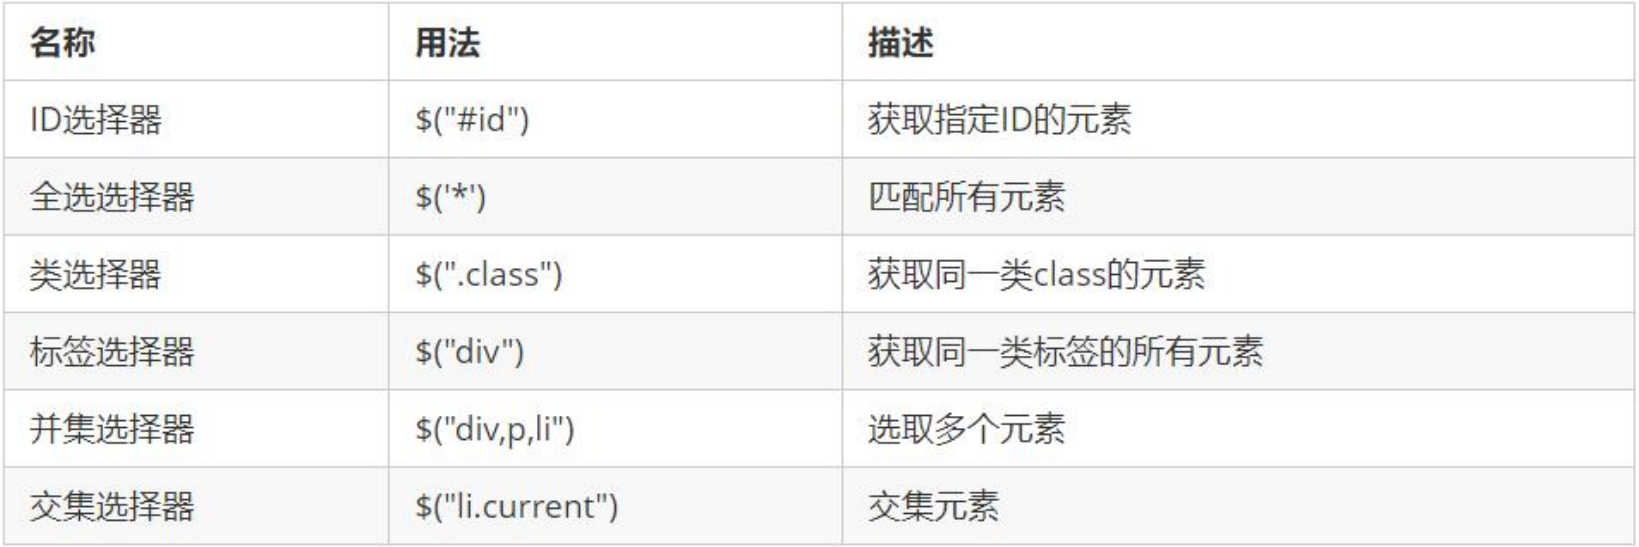 名称 用法 描述
ID选择器 $("#id") 获取指定ID的元素
全选选择器 $('*') 匹配所有元素
类选择器 $(".class") 获取同一类class的元素
标签选择器 $("div") 获取同一类标签的所有元素
并集选择器 $("div,p,li") 选取多个元素
交集选择器 $("li.current") 交集元素